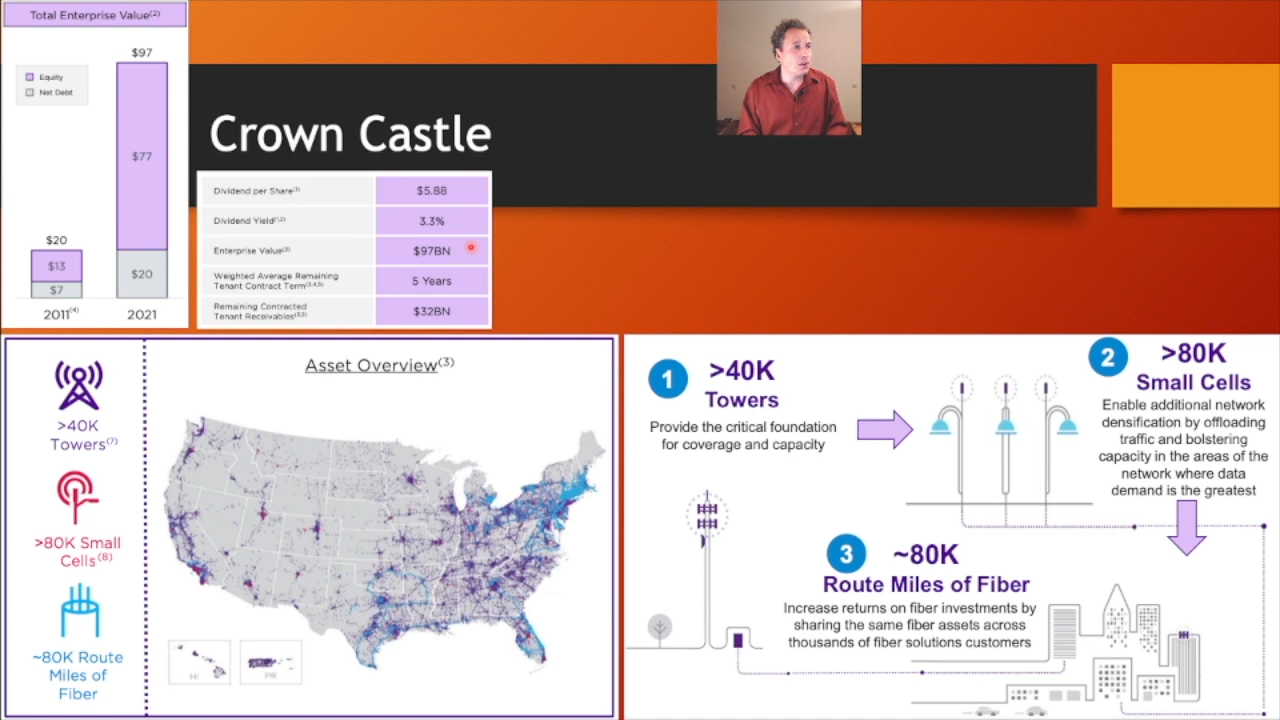 Total Enterprise Value(2)
$97
Equity
Net Debt
$77
$20
$13
$20
$7
2011(4)
2021
Crown Castle
Dividend per Share(1)
$5.88
Dividend Yield(1,2)
3.3%
Enterprise Value(2)
$97BN
Weighted Average Remaining
Tenant Contract Term(3,4,5)
5 Years
Remaining Contracted
Tenant Receivables(3,5)
$32BN
Asset Overview(3)
>40K
Towers(7)
>80K Small
Cells(8)
~80K Route
Miles of
Fiber
HI
PR
1
>40K
Towers
Provide the critical foundation
for coverage and capacity
2
>80K
Small Cells
Enable additional network
densification by offloading
traffic and bolstering
capacity in the areas of the
network where data
demand is the greatest
3
~80K
Route Miles of Fiber
Increase returns on fiber investments by
sharing the same fiber assets across
thousands of fiber solutions customers